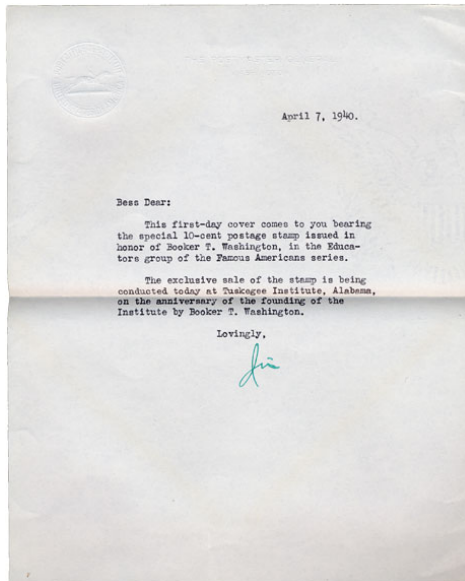 April 7, 1940.
Bess Dear:
This first-day cover comes to you bearing
the special 10-cent postage stamp issued in
honor of Booker T. Washington, in the Educa-
tors group of the Famous Americans series.
The exclusive sale of the stamp is being
conducted today at Tuskegee Institute, Alabama,
on the anniversary of the founding of the
Institute by Booker T. Washington.
Lovingly,
Jim